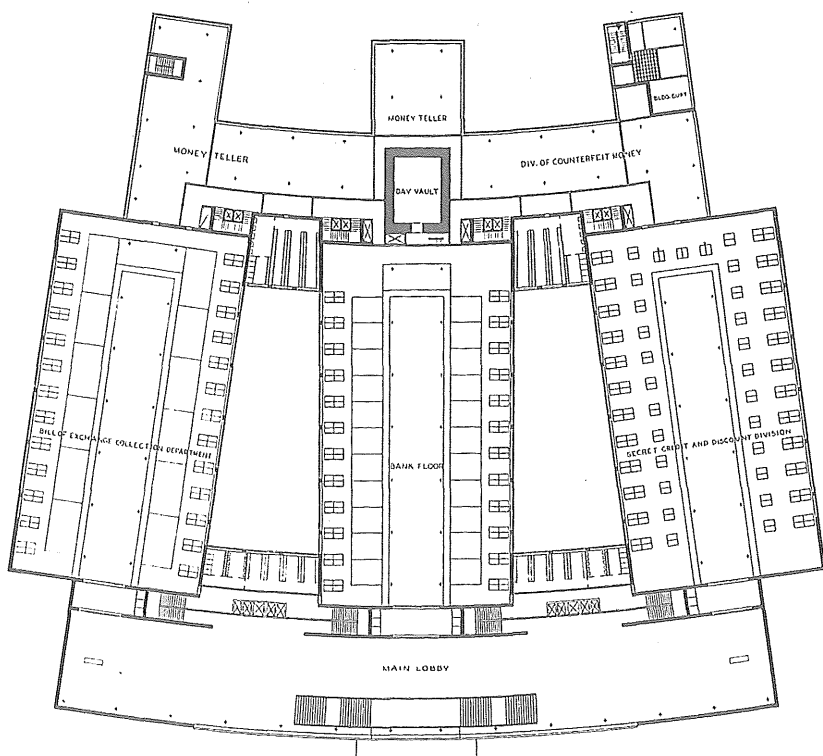 MONEY TELLER
BLDG. SUPT
MONEY TELLER
DIV. OF COUNTERFEIT MONEY
DAY VAULT
BILL OF EXCHANGE COLLECTION DEPARTMENT
BANK FLOOR
SECRET CREDIT AND DISCOUNT DIVISION
MAIN LOBBY